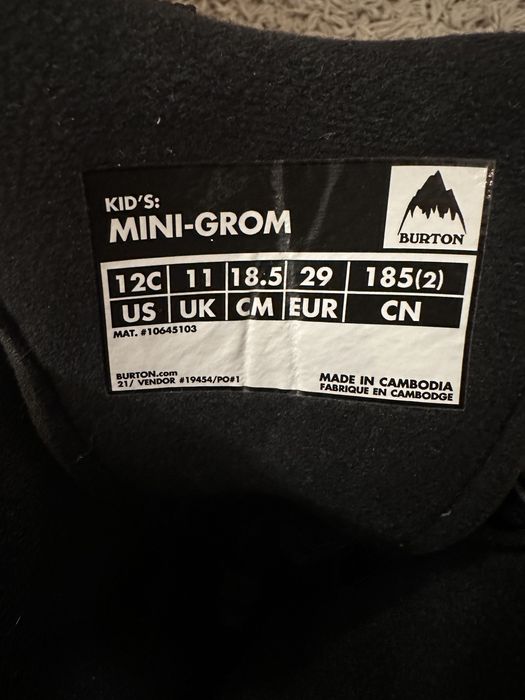 KID'S:
MINI-GROM
BURTON
12C 11 18.5 29 185(2)
US UK CM EUR CN
MAT. #10645103
BURTON.com
21/ VENDOR #19454/PO#1
MADE IN CAMBODIA
FABRIQUE EN CAMBODGE